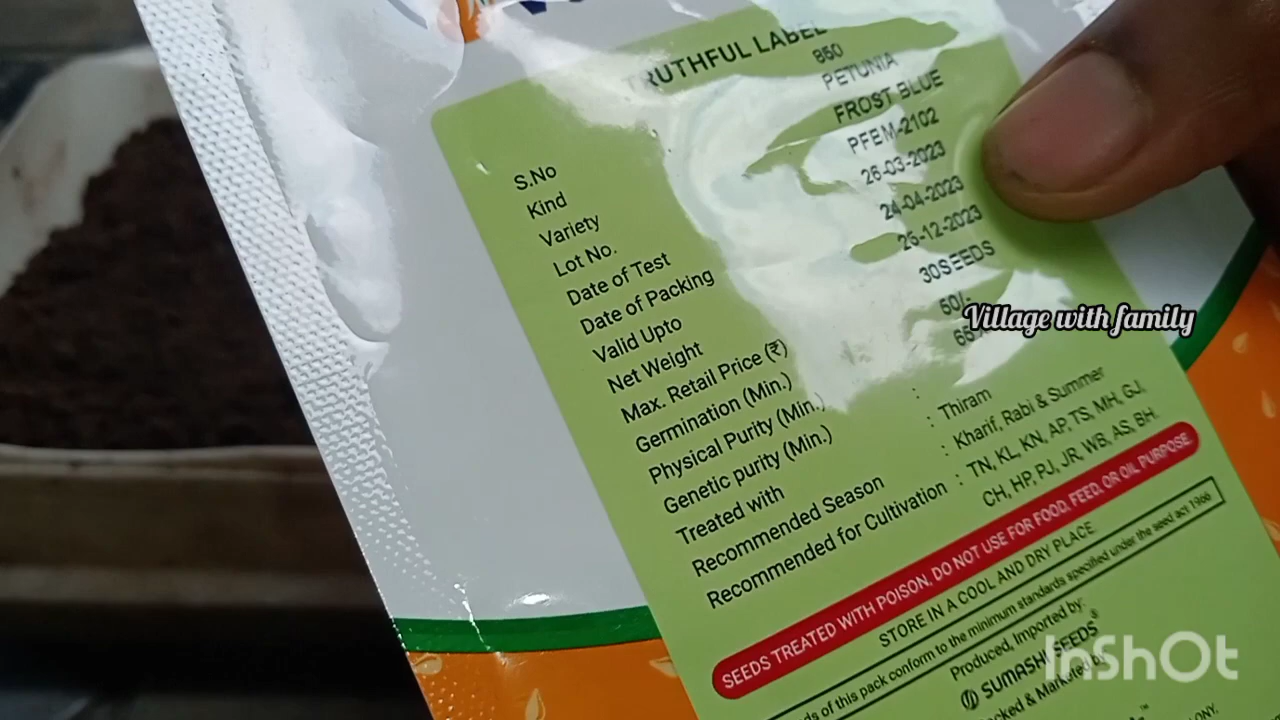 TRUTHFUL LABEL
S.No 850
Kind PETUNIA
Variety FROST BLUE
Lot No. PFEM-2102
Date of Test 26-03-2023
Date of Packing 24-04-2023
Valid Upto 26-12-2023
Net Weight 30SEEDS
Max. Retail Price (₹) 50/-
Germination (Min.) 65
Physical Purity (Min.) :
Genetic purity (Min.) :
Treated with : Thiram
Recommended Season : Kharif, Rabi & Summer
Recommended for Cultivation : TN, KL, KN, AP, TS, MH, GJ,
CH, HP, PJ, JR, WB, AS, BH.
SEEDS TREATED WITH POISON, DO NOT USE FOR FOOD, FEED, OR OIL PURPOSE.
STORE IN A COOL AND DRY PLACE.
of this pack conform to the minimum standards specified under the seed act 1966
Produced, Imported by:
SUMASHI SEEDS®
& Marketed
Village with family
InShOt